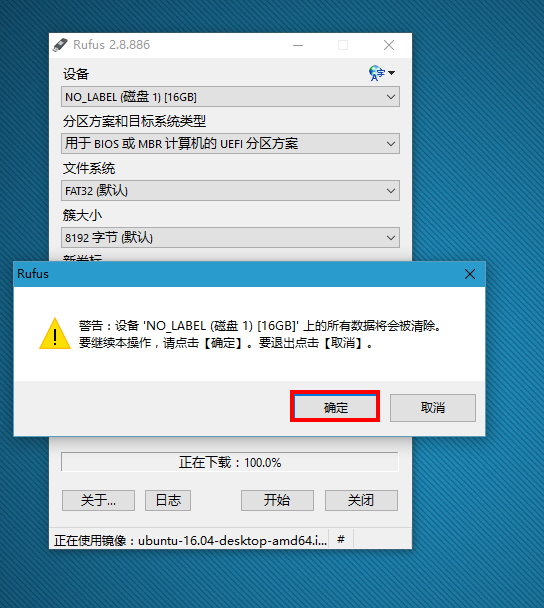 Rufus 2.8.886
设备
NO_LABEL (磁盘 1) [16GB]
分区方案和目标系统类型
用于 BIOS 或 MBR 计算机的 UEFI 分区方案
文件系统
FAT32 (默认)
簇大小
8192 字节 (默认)
新卷标
Rufus
警告：设备 'NO_LABEL (磁盘 1) [16GB]' 上的所有数据将会被清除。
要继续本操作，请点击【确定】。要退出点击【取消】。
确定 取消
正在下载：100.0%
关于... 日志 开始 关闭
正在使用镜像：ubuntu-16.04-desktop-amd64.i... #